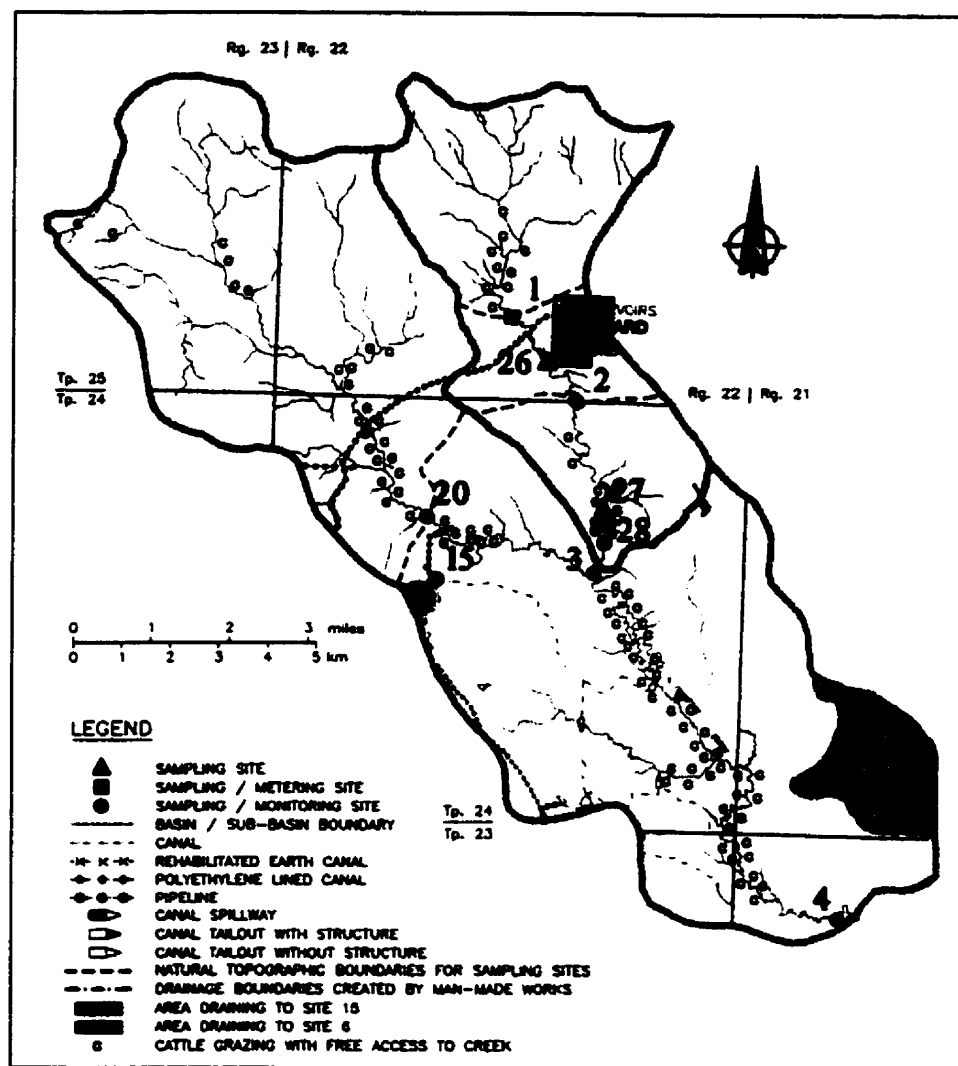 Rg. 23 | Rg. 22
1
VOIRS
ARD
26
2
Tp. 25
Tp. 24
Rg. 22 | Rg. 21
20
27
28
15
3
0 1 2 3 miles
0 1 2 3 4 5 km
LEGEND
SAMPLING SITE
SAMPLING / METERING SITE
SAMPLING / MONITORING SITE
BASIN / SUB-BASIN BOUNDARY
CANAL
REHABILITATED EARTH CANAL
POLYETHYLENE LINED CANAL
PIPELINE
CANAL SPILLWAY
CANAL TAILOUT WITH STRUCTURE
CANAL TAILOUT WITHOUT STRUCTURE
NATURAL TOPOGRAPHIC BOUNDARIES FOR SAMPLING SITES
DRAINAGE BOUNDARIES CREATED BY MAN-MADE WORKS
AREA DRAINING TO SITE 15
AREA DRAINING TO SITE 6
c CATTLE GRAZING WITH FREE ACCESS TO CREEK
Tp. 24
Tp. 23
4